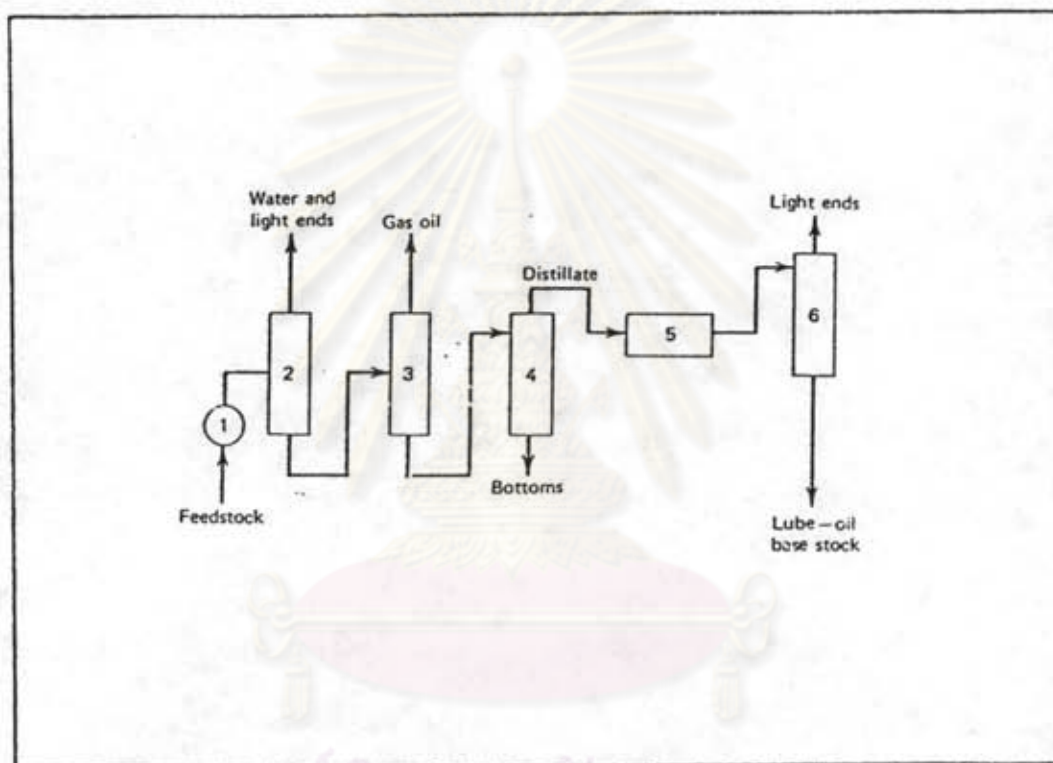 Water and
light ends
Gas oil
Light ends
Distillate
1
2
3
4
5
6
Feedstock
Bottoms
Lube-oil
base stock